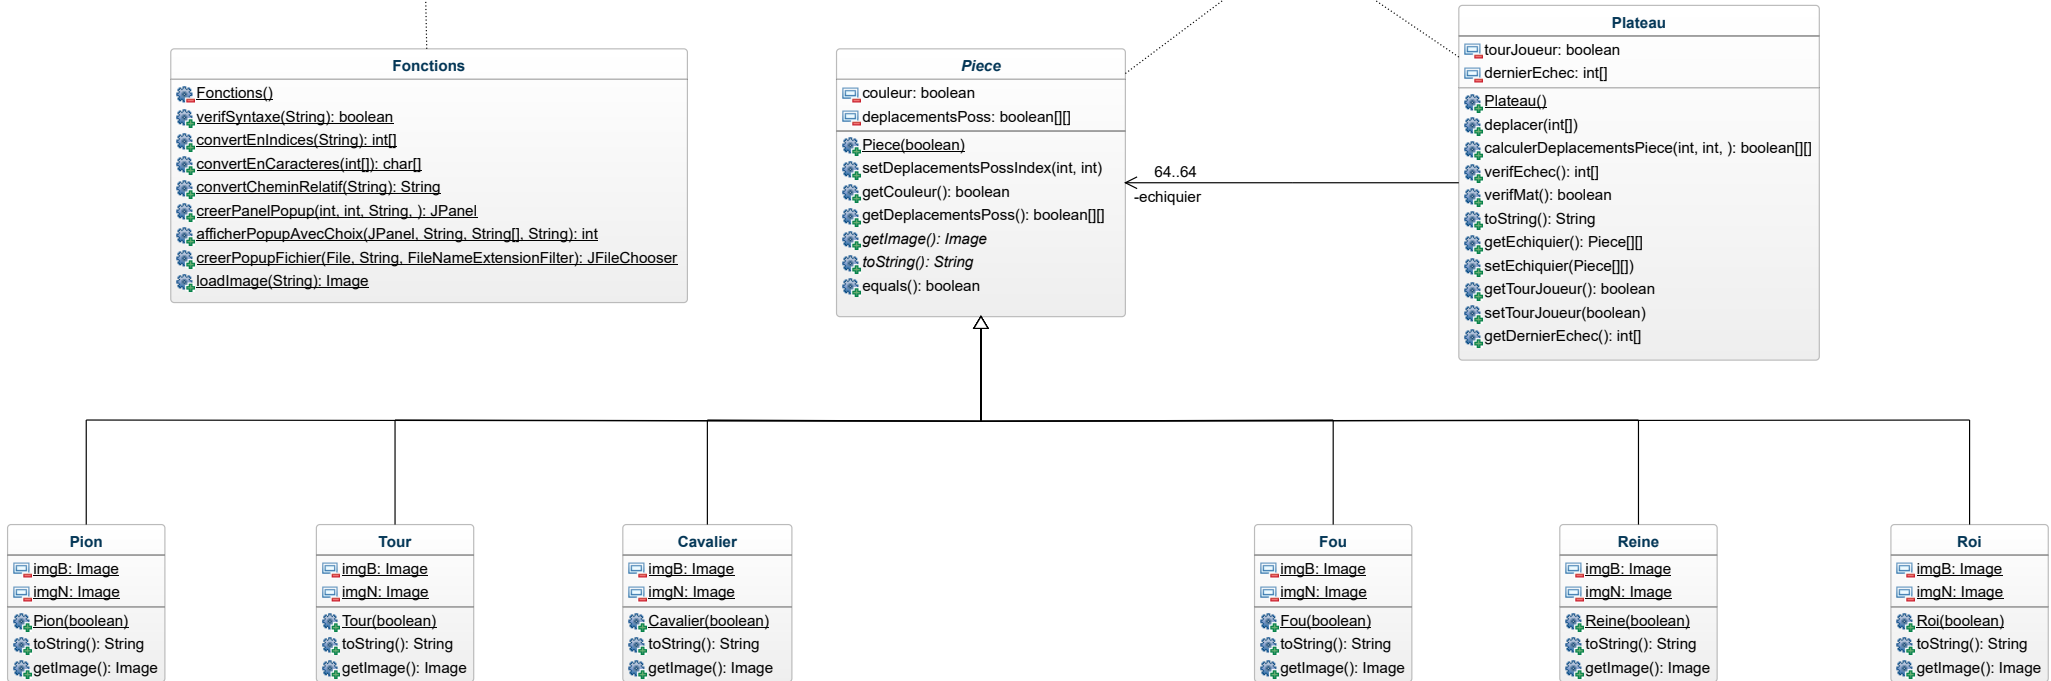 Fonctions
Fonctions()
verifSyntaxe(String): boolean
convertEnIndices(String): int[]
convertEnCaracteres(int[]): char[]
convertCheminRelatif(String): String
creerPanelPopup(int, int, String, ): JPanel
afficherPopupAvecChoix(JPanel, String, String[], String): int
creerPopupFichier(File, String, FileNameExtensionFilter): JFileChooser
loadImage(String): Image
Piece
couleur: boolean
deplacementsPoss: boolean[][]
Piece(boolean)
setDeplacementsPossIndex(int, int)
getCouleur(): boolean
getDeplacementsPoss(): boolean[][]
getImage(): Image
toString(): String
equals(): boolean
64..64
-echiquier
Plateau
tourJoueur: boolean
dernierEchec: int[]
Plateau()
deplacer(int[])
calculerDeplacementsPiece(int, int, ): boolean[][]
verifEchec(): int[]
verifMat(): boolean
toString(): String
getEchiquier(): Piece[][]
setEchiquier(Piece[][])
getTourJoueur(): boolean
setTourJoueur(boolean)
getDernierEchec(): int[]
Pion
imgB: Image
imgN: Image
Pion(boolean)
toString(): String
getImage(): Image
Tour
imgB: Image
imgN: Image
Tour(boolean)
toString(): String
getImage(): Image
Cavalier
imgB: Image
imgN: Image
Cavalier(boolean)
toString(): String
getImage(): Image
Fou
imgB: Image
imgN: Image
Fou(boolean)
toString(): String
getImage(): Image
Reine
imgB: Image
imgN: Image
Reine(boolean)
toString(): String
getImage(): Image
Roi
imgB: Image
imgN: Image
Roi(boolean)
toString(): String
getImage(): Image